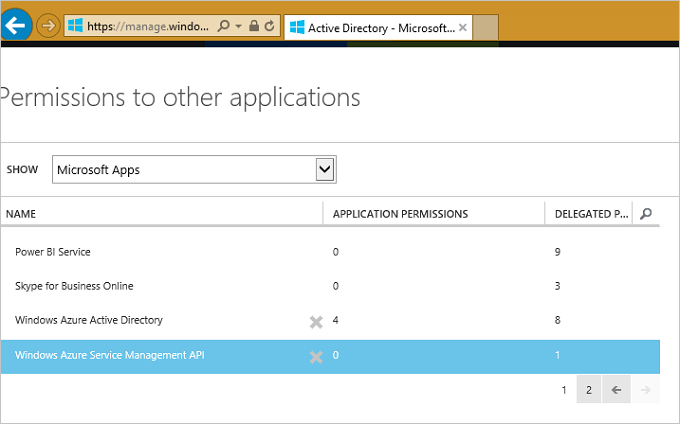 https://manage.windo...
Active Directory - Microsoft...
Permissions to other applications
SHOW Microsoft Apps
NAME APPLICATION PERMISSIONS DELEGATED P...
Power BI Service 0 9
Skype for Business Online 0 3
Windows Azure Active Directory 4 8
Windows Azure Service Management API 0 1
1 2